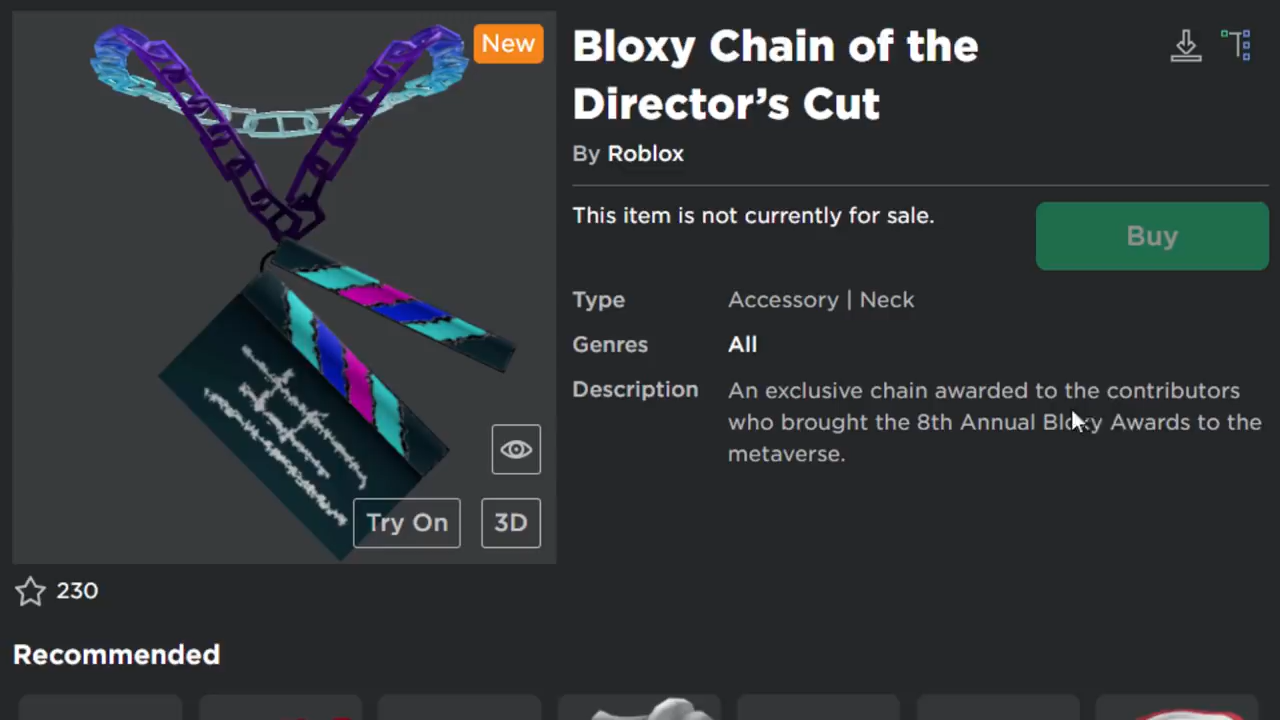 New
Bloxy Chain of the
Director's Cut
By Roblox
This item is not currently for sale.
Buy
Type Accessory | Neck
Genres All
Description An exclusive chain awarded to the contributors
who brought the 8th Annual Bloxy Awards to the
metaverse.
Try On
3D
230
Recommended